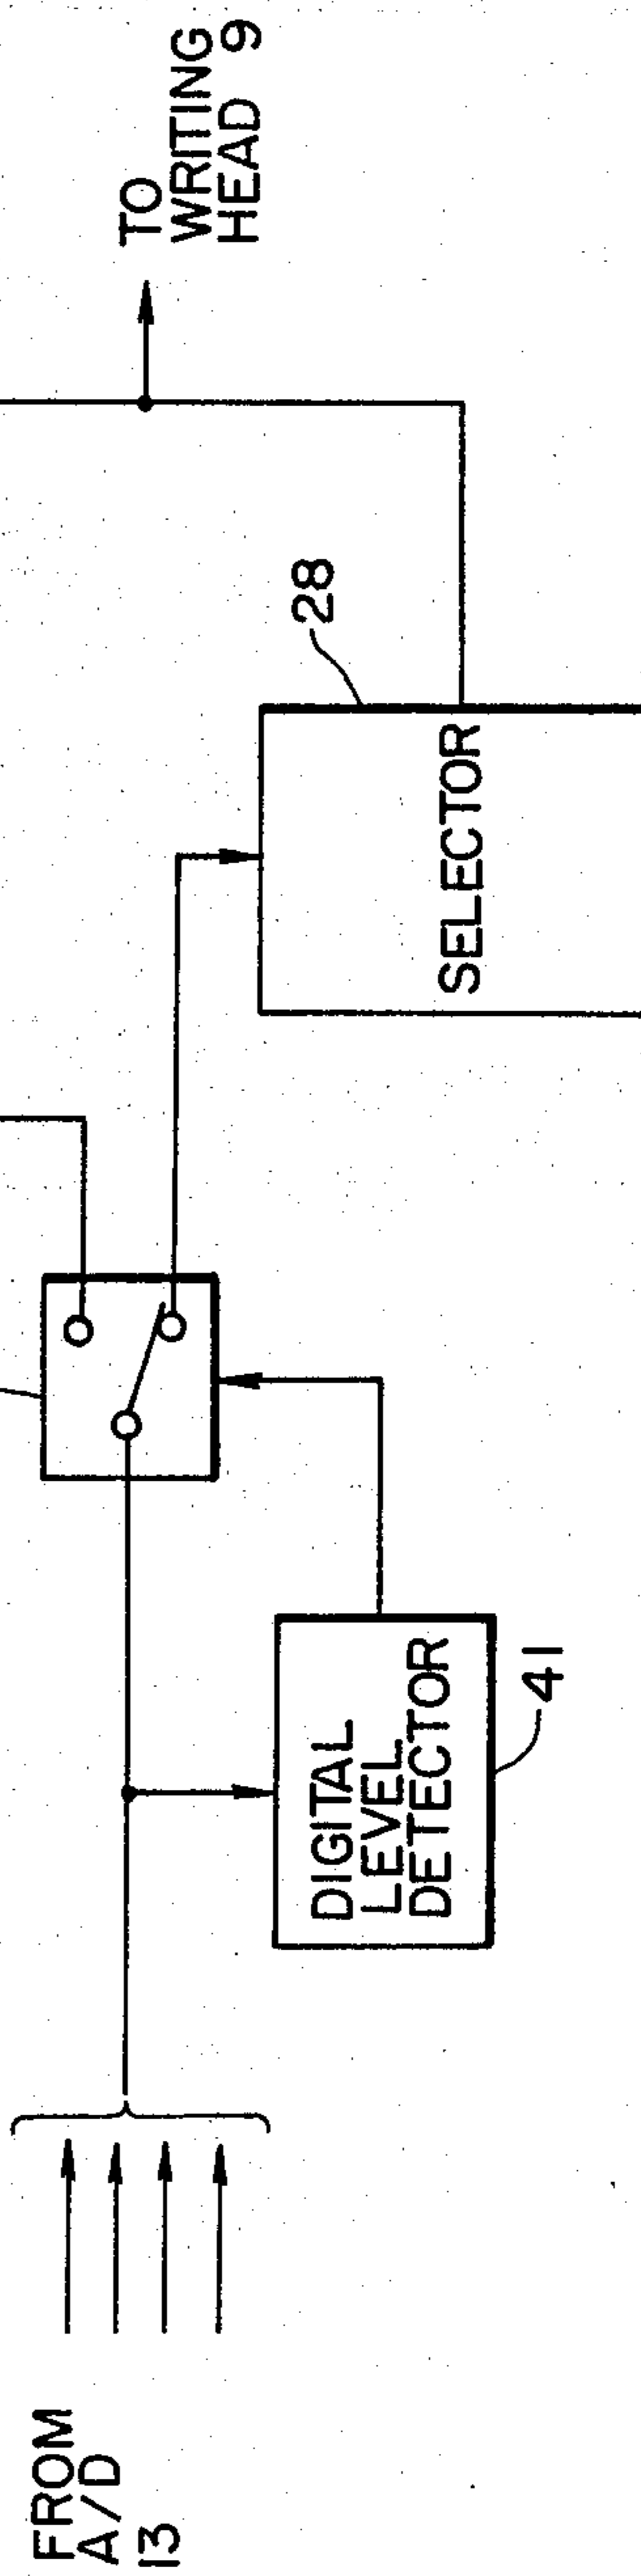 FROM
A/D
13
DIGITAL
LEVEL
DETECTOR
41
SELECTOR
28
TO
WRITING
HEAD 9